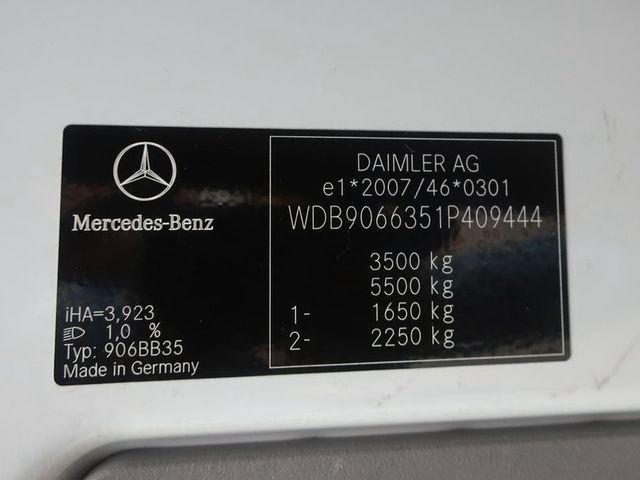 Mercedes-Benz
iHA=3,923
1,0 %
Typ: 906BB35
Made in Germany
DAIMLER AG
e1*2007/46*0301
WDB9066351P409444
3500 kg
5500 kg
1- 1650 kg
2- 2250 kg